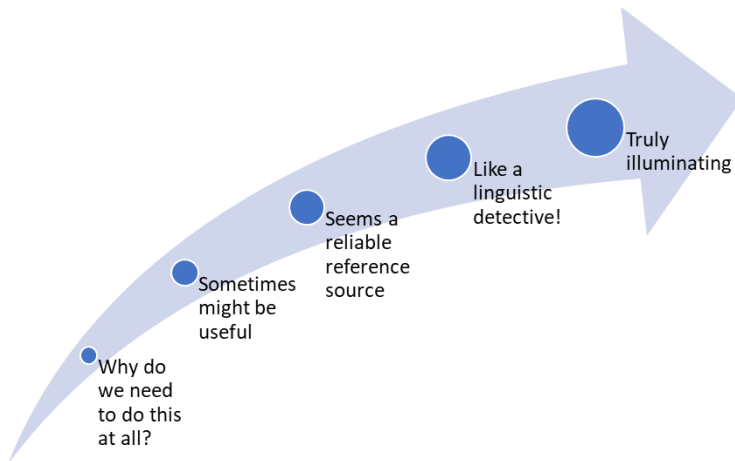 Why do
we need
to do this
at all?
Sometimes
might be
useful
Seems a
reliable
reference
source
Like a
linguistic
detective!
Truly
illuminating